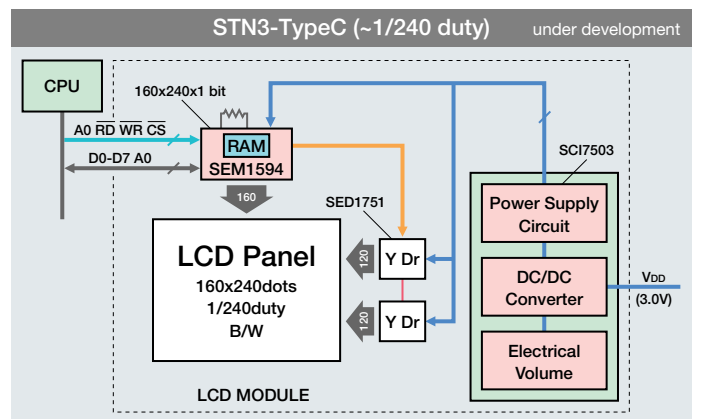 STN3-TypeC (~1/240 duty)
under development
CPU
160x240x1 bit
A0 RD WR CS
D0-D7 A0
RAM
SEM1594
160
SED1751
SCI7503
LCD Panel
160x240dots
1/240duty
B/W
120
Y Dr
120
Y Dr
Power Supply
Circuit
DC/DC
Converter
Electrical
Volume
VDD
(3.0V)
LCD MODULE